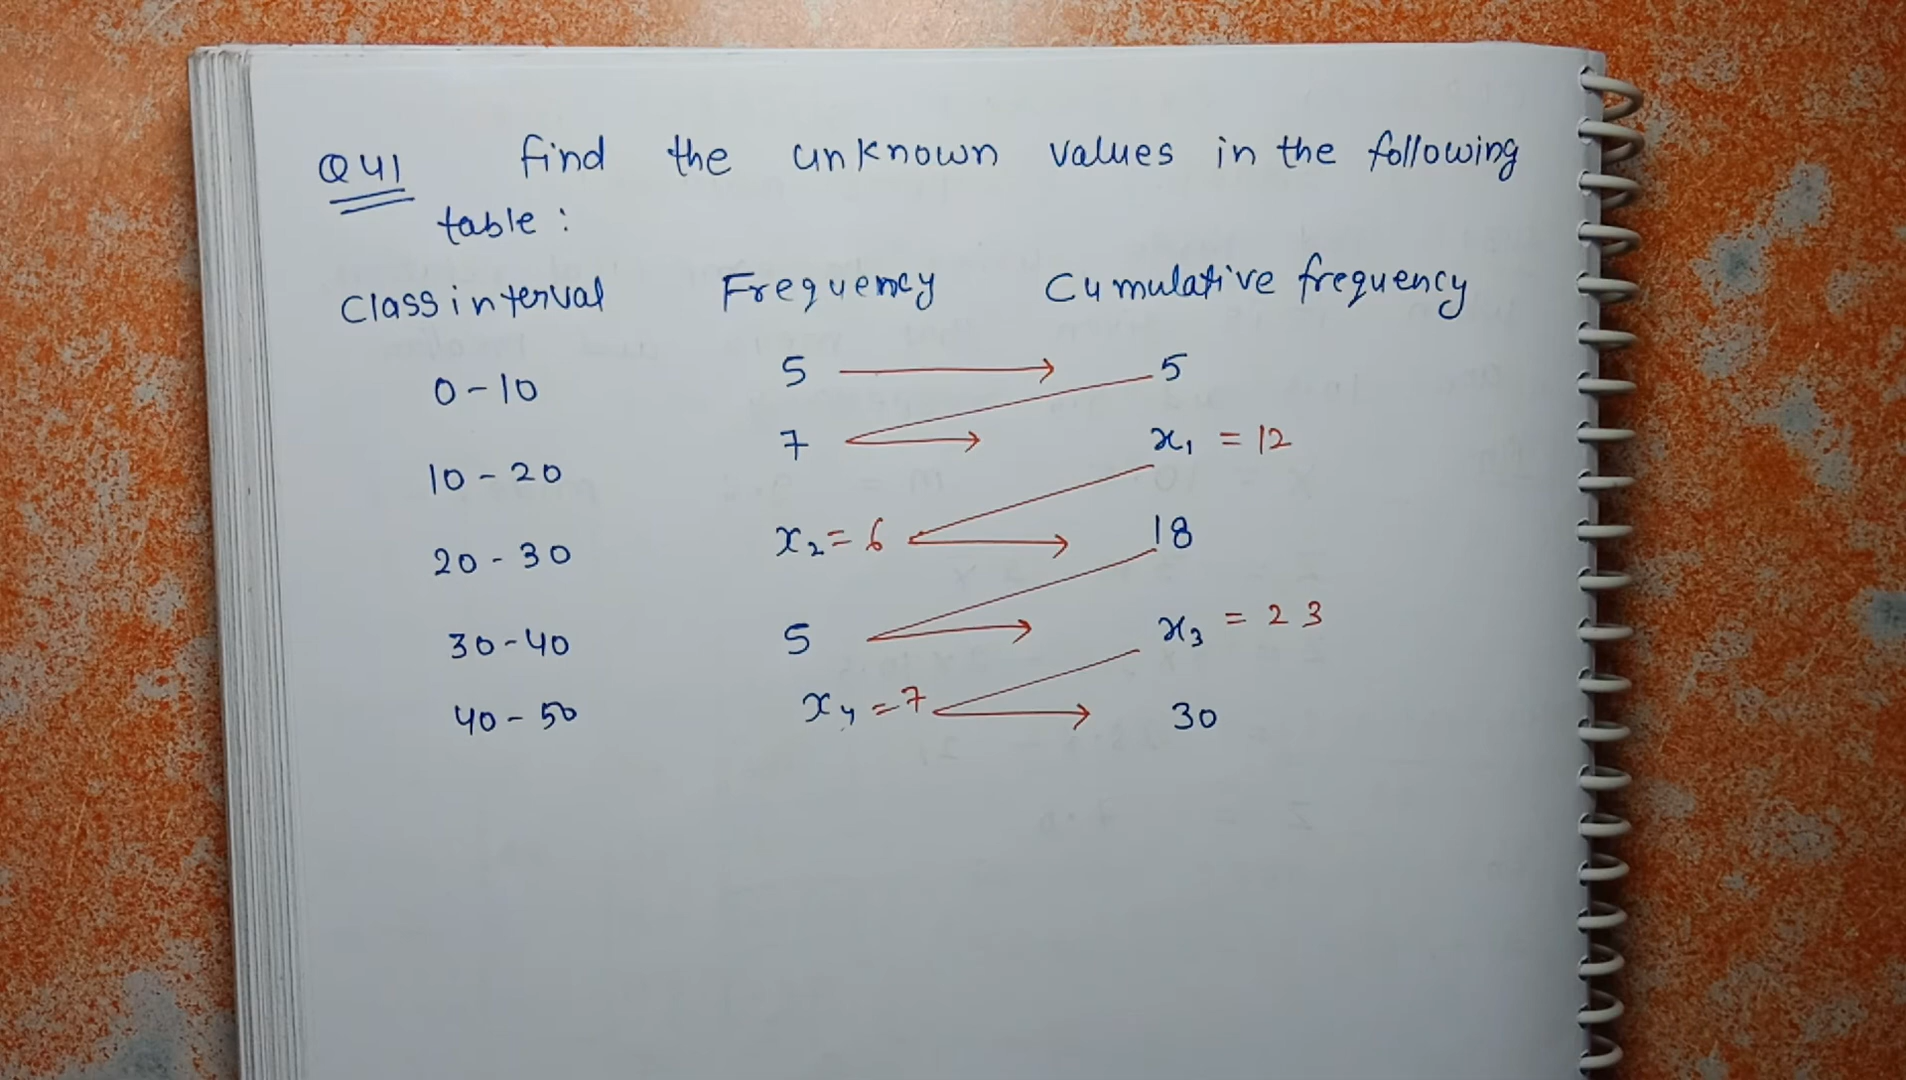 Q41 find the unknown values in the following
table :
Class interval Frequency Cumulative frequency
0 - 10 5 5
10 - 20 7 x₁ = 12
20 - 30 x₂ = 6 18
30 - 40 5 x₃ = 23
40 - 50 x₄ = 7 30